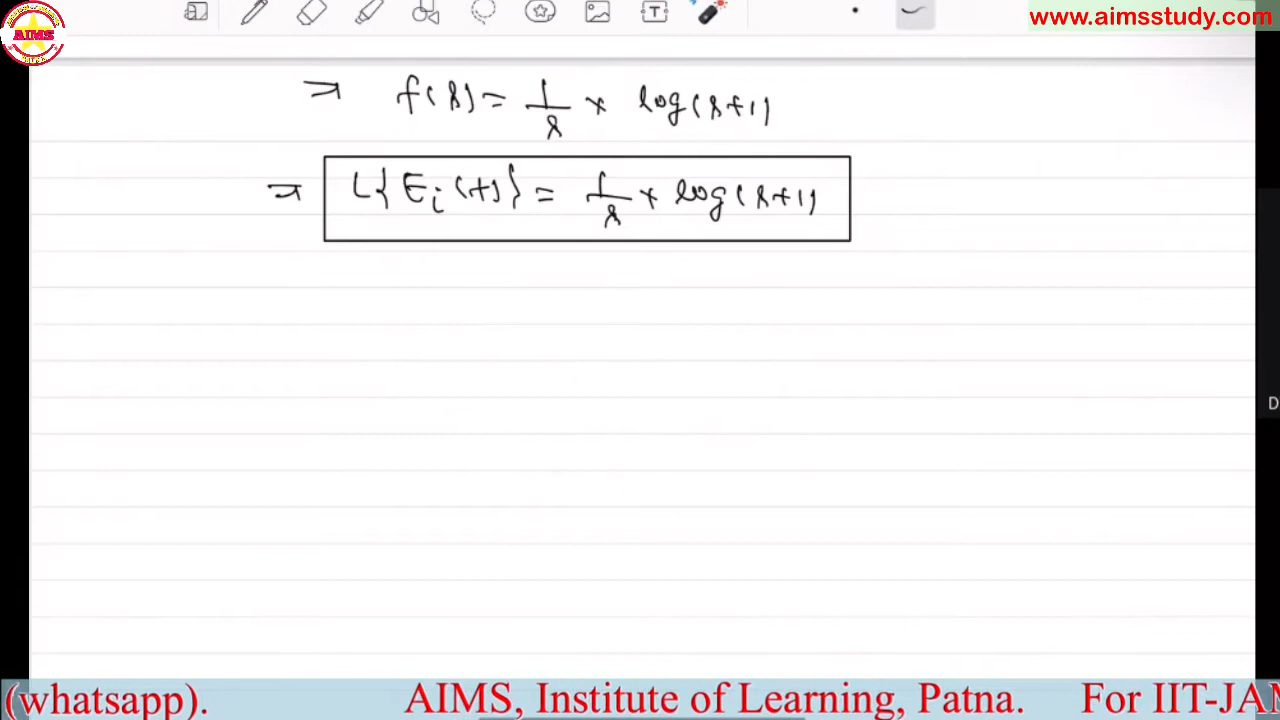 AIMS
www.aimsstudy.com
⇒ f(s) = 1/s × log(s+1)
⇒ L{Ei(t)} = 1/s × log(s+1)
D
(whatsapp). AIMS, Institute of Learning, Patna. For IIT-JAM